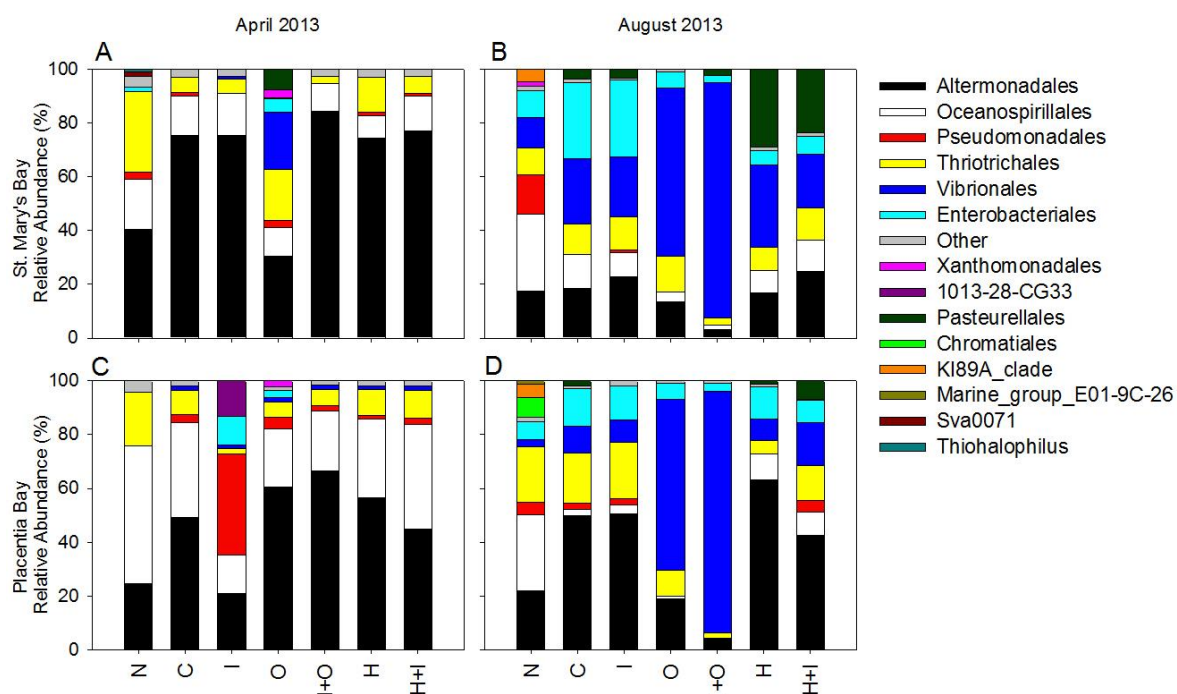 April 2013
August 2013
A
B
100
80
60
40
20
0
St. Mary's Bay
Relative Abundance (%)
C
D
100
80
60
40
20
0
Placentia Bay
Relative Abundance (%)
N
C
I
O
I+O
H
H+I
N
C
I
O
+O
H
H+I
Altermonadales
Oceanospirillales
Pseudomonadales
Thriotrichales
Vibrionales
Enterobacteriales
Other
Xanthomonadales
1013-28-CG33
Pasteurellales
Chromatiales
KI89A_clade
Marine_group_E01-9C-26
Sva0071
Thiohalophilus